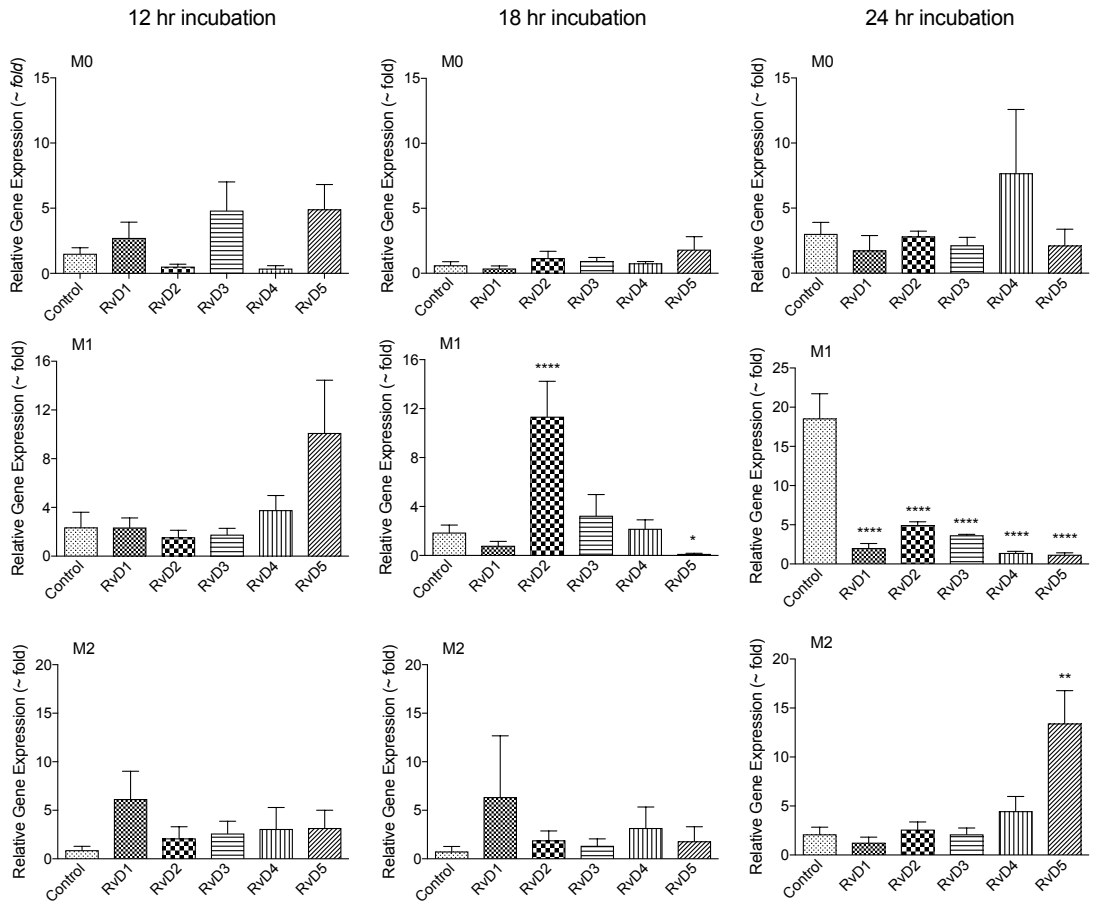 12 hr incubation
18 hr incubation
24 hr incubation
M0
Relative Gene Expression (~ fold)
15
10
5
0
Control
RvD1
RvD2
RvD3
RvD4
RvD5
M0
Relative Gene Expression (~ fold)
15
10
5
0
Control
RvD1
RvD2
RvD3
RvD4
RvD5
M0
Relative Gene Expression (~ fold)
15
10
5
0
Control
RvD1
RvD2
RvD3
RvD4
RvD5
M1
Relative Gene Expression (~ fold)
16
12
8
4
0
Control
RvD1
RvD2
RvD3
RvD4
RvD5
M1
Relative Gene Expression (~ fold)
16
12
8
4
0
****
*
Control
RvD1
RvD2
RvD3
RvD4
RvD5
M1
Relative Gene Expression (~ fold)
25
20
15
10
5
0
****
****
****
****
****
Control
RvD1
RvD2
RvD3
RvD4
RvD5
M2
Relative Gene Expression (~ fold)
20
15
10
5
0
Control
RvD1
RvD2
RvD3
RvD4
RvD5
M2
Relative Gene Expression (~ fold)
20
15
10
5
0
Control
RvD1
RvD2
RvD3
RvD4
RvD5
M2
Relative Gene Expression (~ fold)
20
15
10
5
0
**
Control
RvD1
RvD2
RvD3
RvD4
RvD5